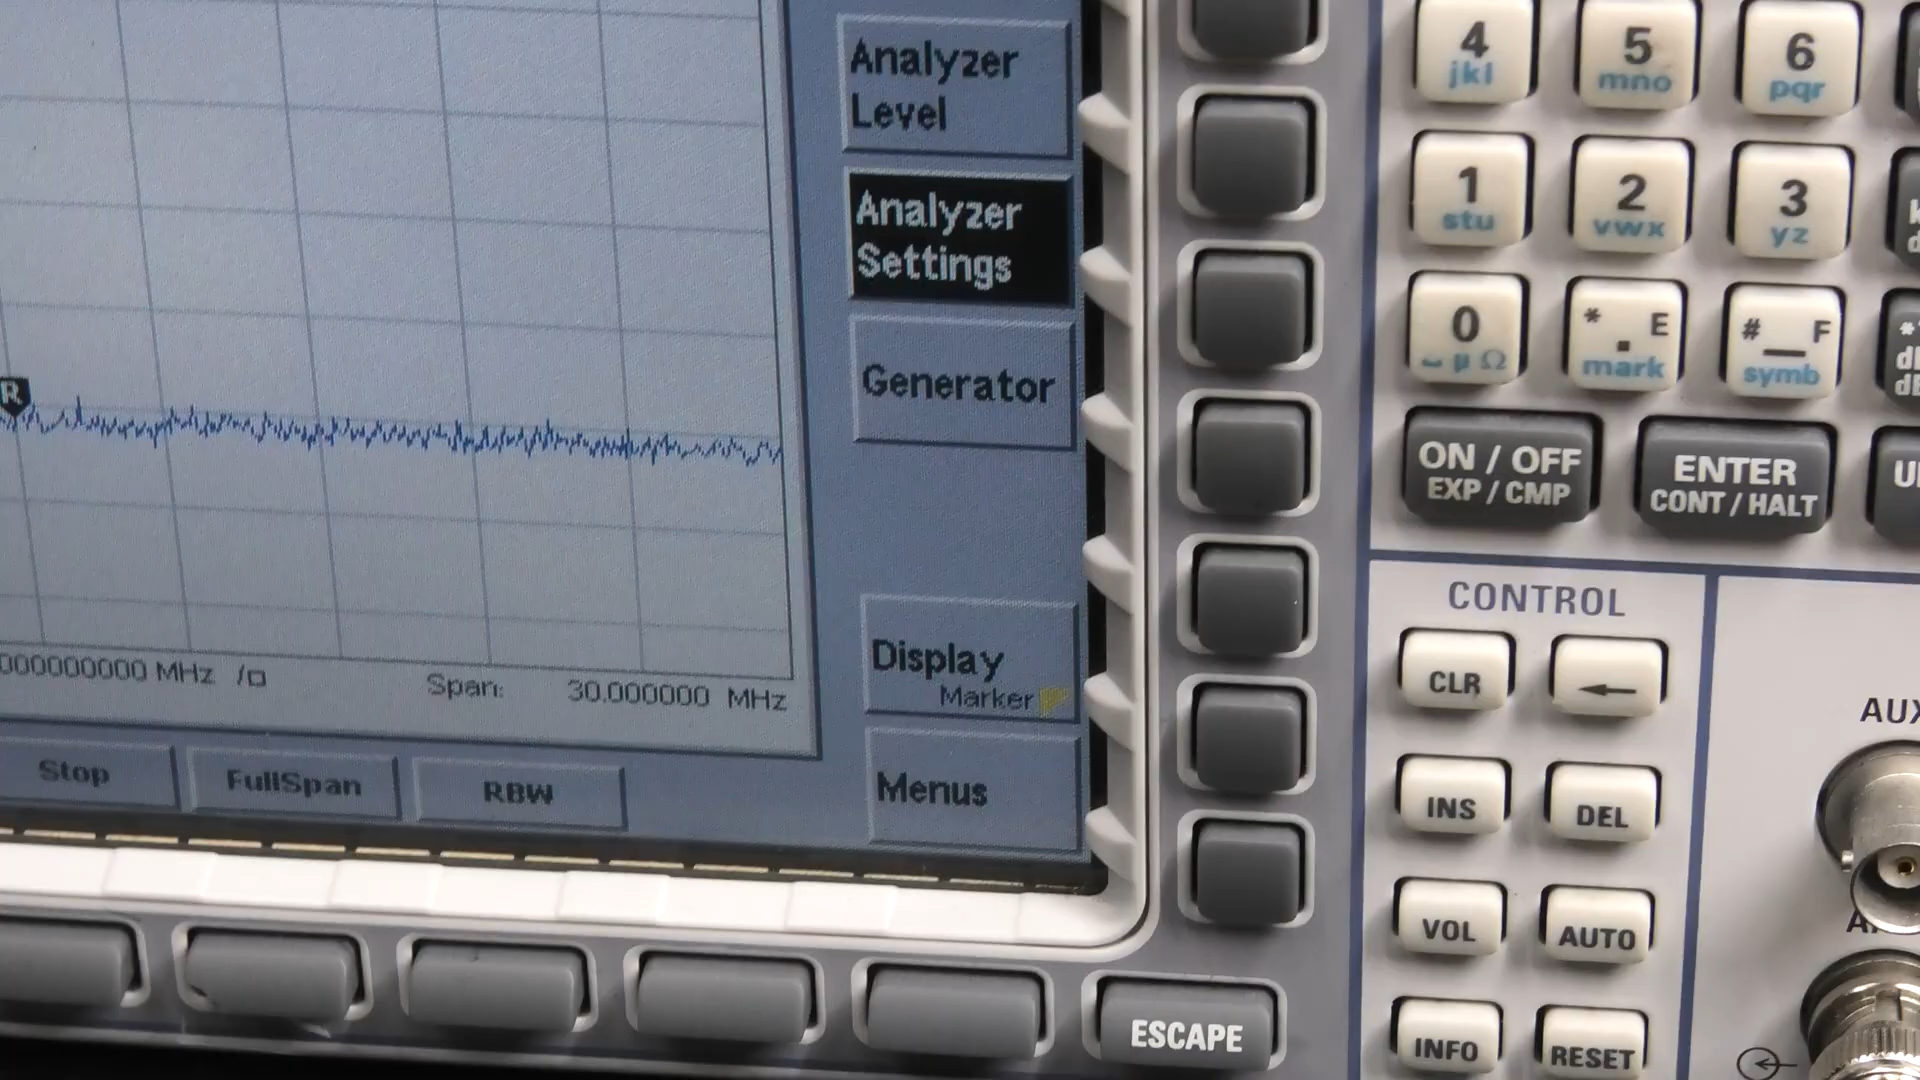 Analyzer
Level
Analyzer
Settings
Generator
R
000000000 MHz /□
Span: 30.000000 MHz
Display
Marker
Menus
Stop
FullSpan
RBW
4
jkl
5
mno
6
pqr
1
stu
2
vwx
3
yz
0
⎵ μ Ω
* . E
mark
# _ F
symb
ON / OFF
EXP / CMP
ENTER
CONT / HALT
CONTROL
CLR
←
INS
DEL
VOL
AUTO
INFO
RESET
ESCAPE
AUX